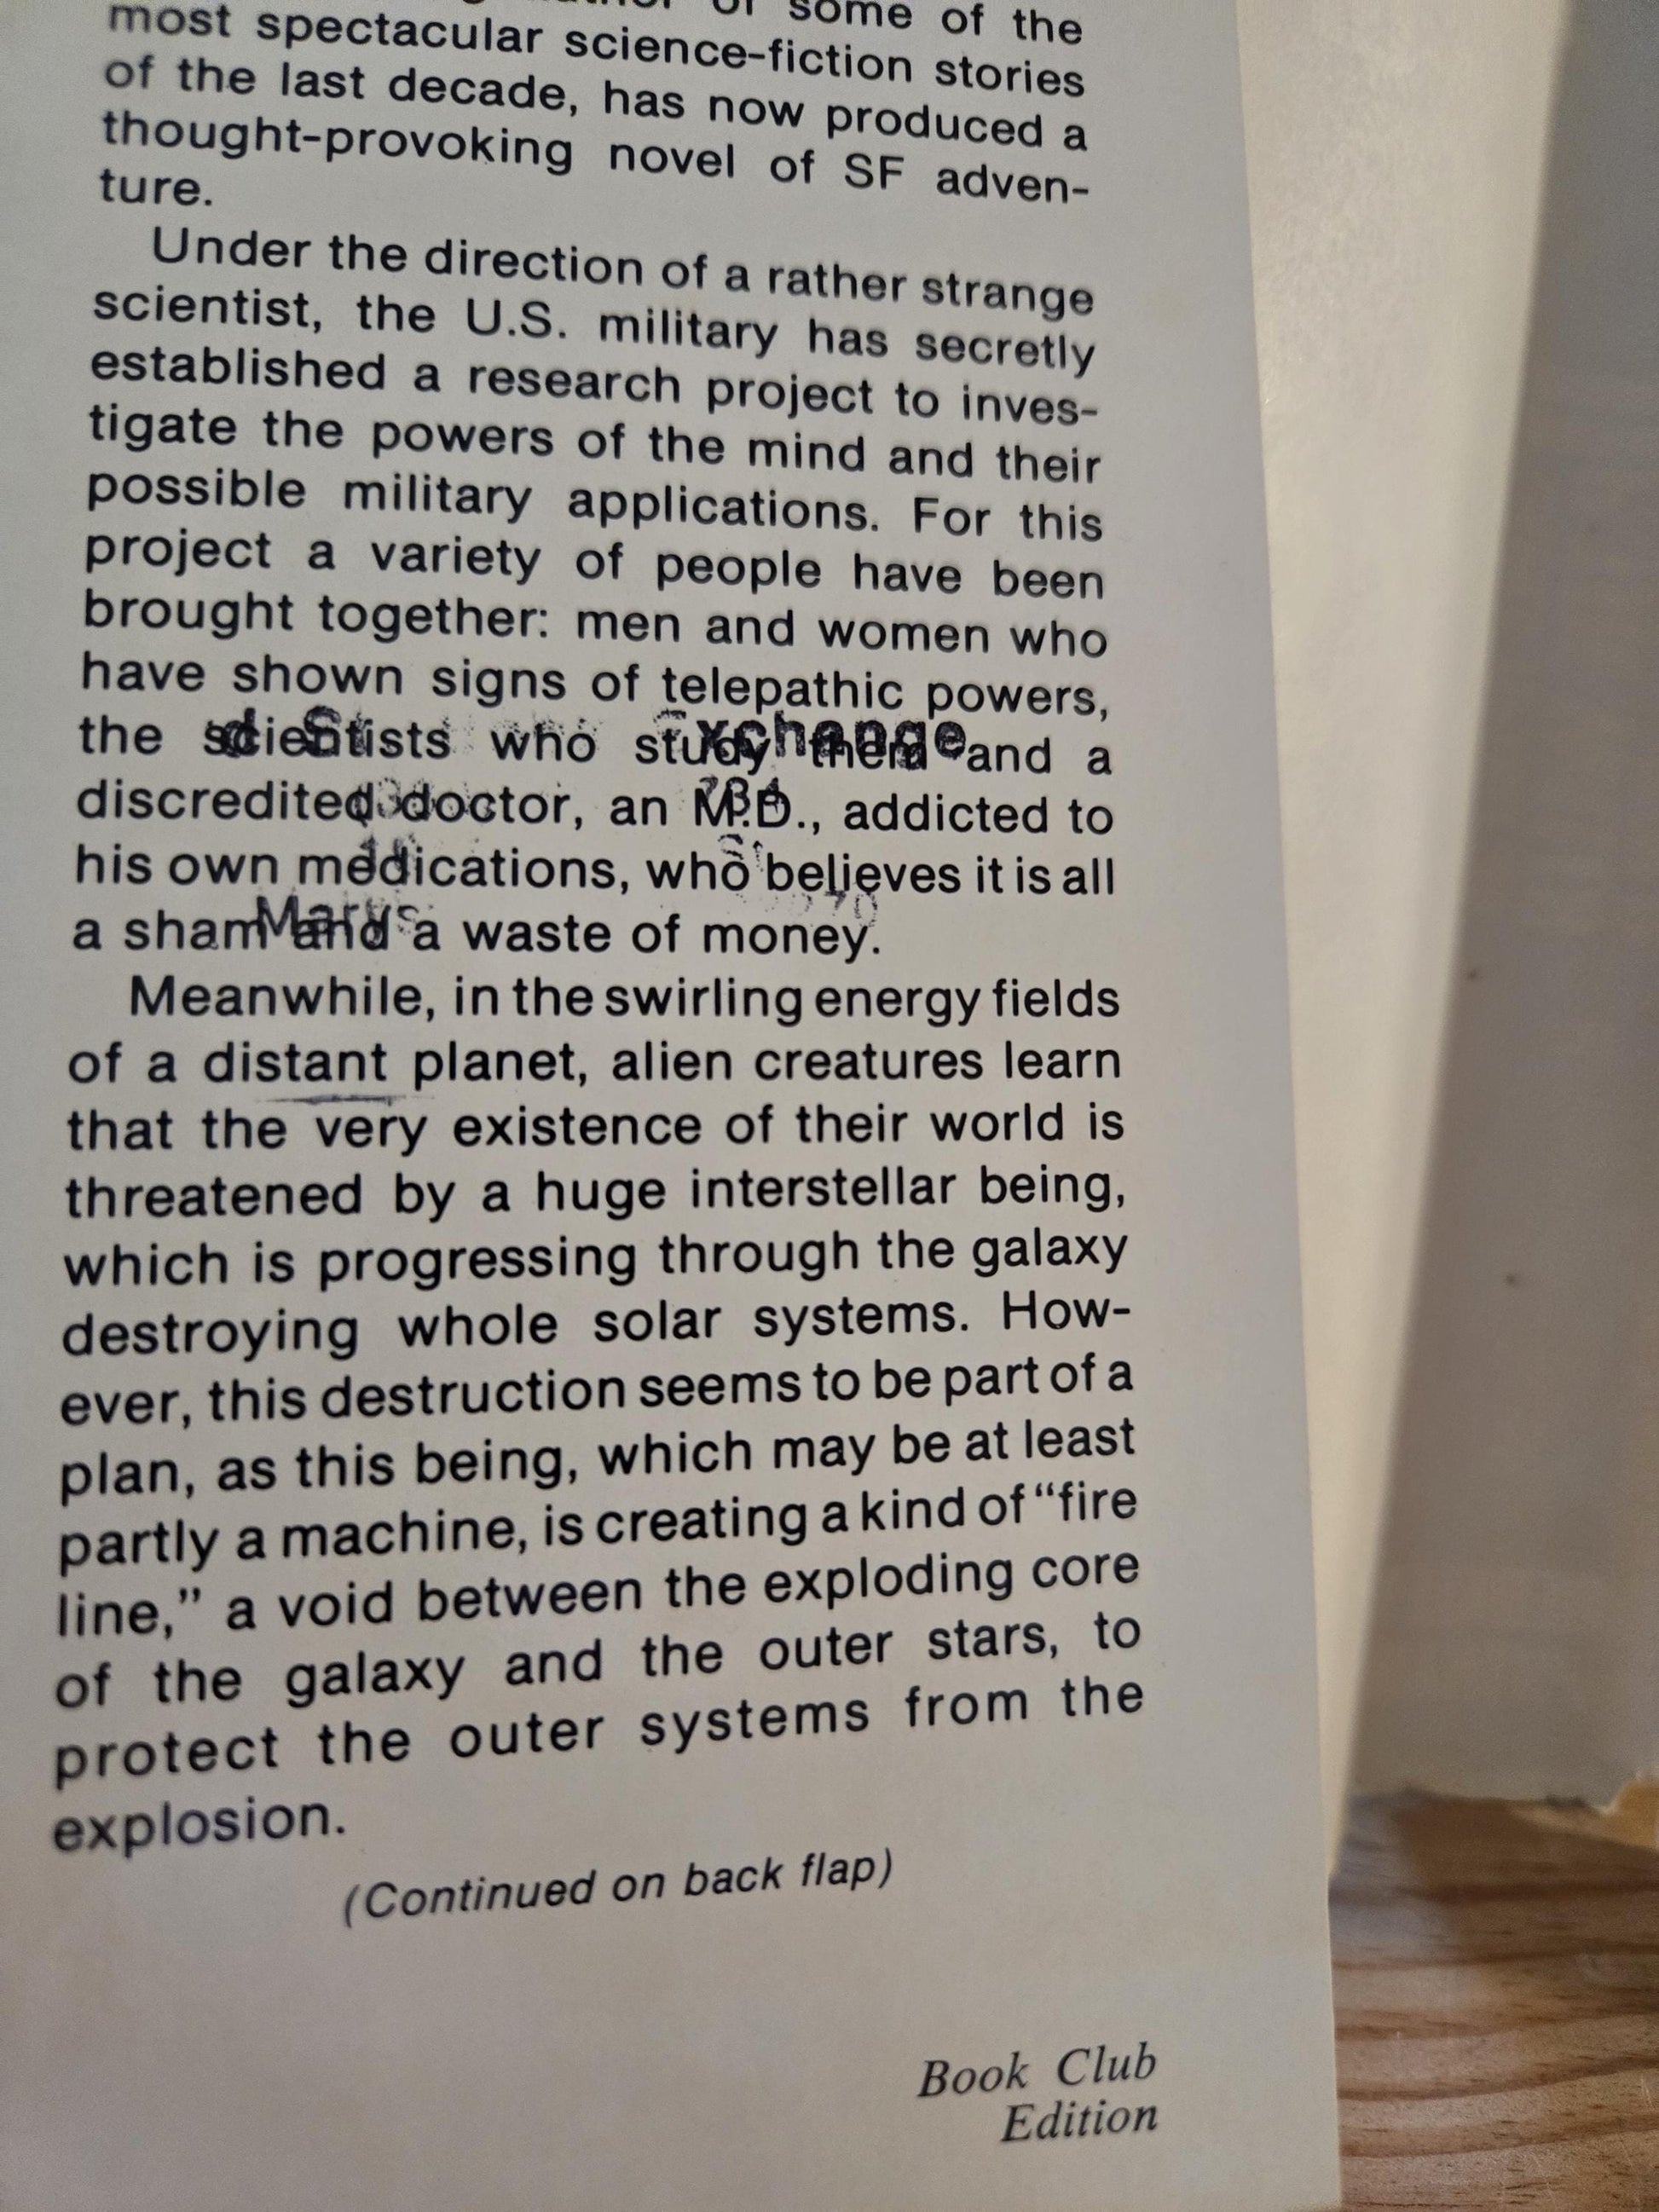 of some of the
most spectacular science-fiction stories
of the last decade, has now produced a
thought-provoking novel of SF adven-
ture.
Under the direction of a rather strange
scientist, the U.S. military has secretly
established a research project to inves-
tigate the powers of the mind and their
possible military applications. For this
project a variety of people have been
brought together: men and women who
have shown signs of telepathic powers,
the scientists who study them and a
xchange
discredited doctor, an M.D., addicted to
his own medications, who believes it is all
a sham and a waste of money.
Marys
Meanwhile, in the swirling energy fields
of a distant planet, alien creatures learn
that the very existence of their world is
threatened by a huge interstellar being,
which is progressing through the galaxy
destroying whole solar systems. How-
ever, this destruction seems to be part of a
plan, as this being, which may be at least
partly a machine, is creating a kind of “fire
line,” a void between the exploding core
of the galaxy and the outer stars, to
protect the outer systems from the
explosion.
(Continued on back flap)
Book Club
Edition